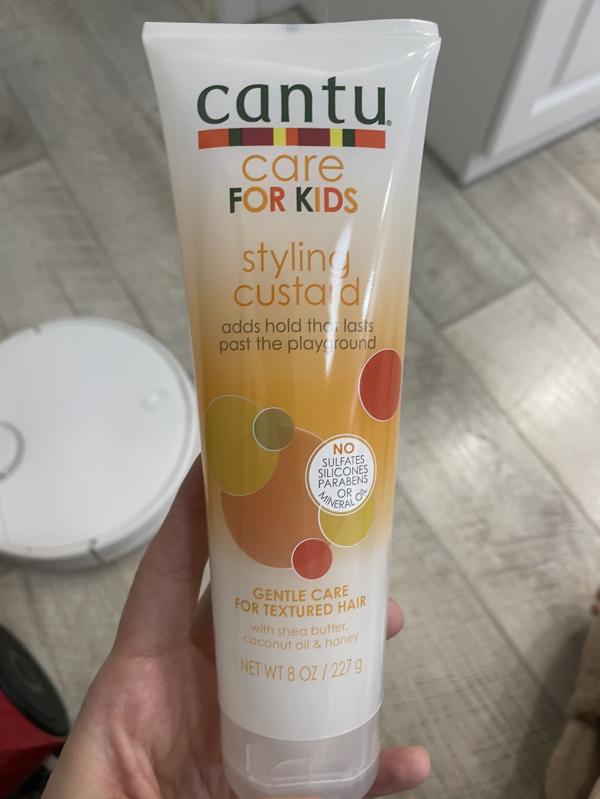 cantu®
care
FOR KIDS
styling
custard
adds hold that lasts
past the playground
NO
SULFATES
SILICONES
PARABENS
OR
MINERAL OIL
GENTLE CARE
FOR TEXTURED HAIR
with shea butter,
coconut oil & honey
NET WT 8 OZ / 227 g